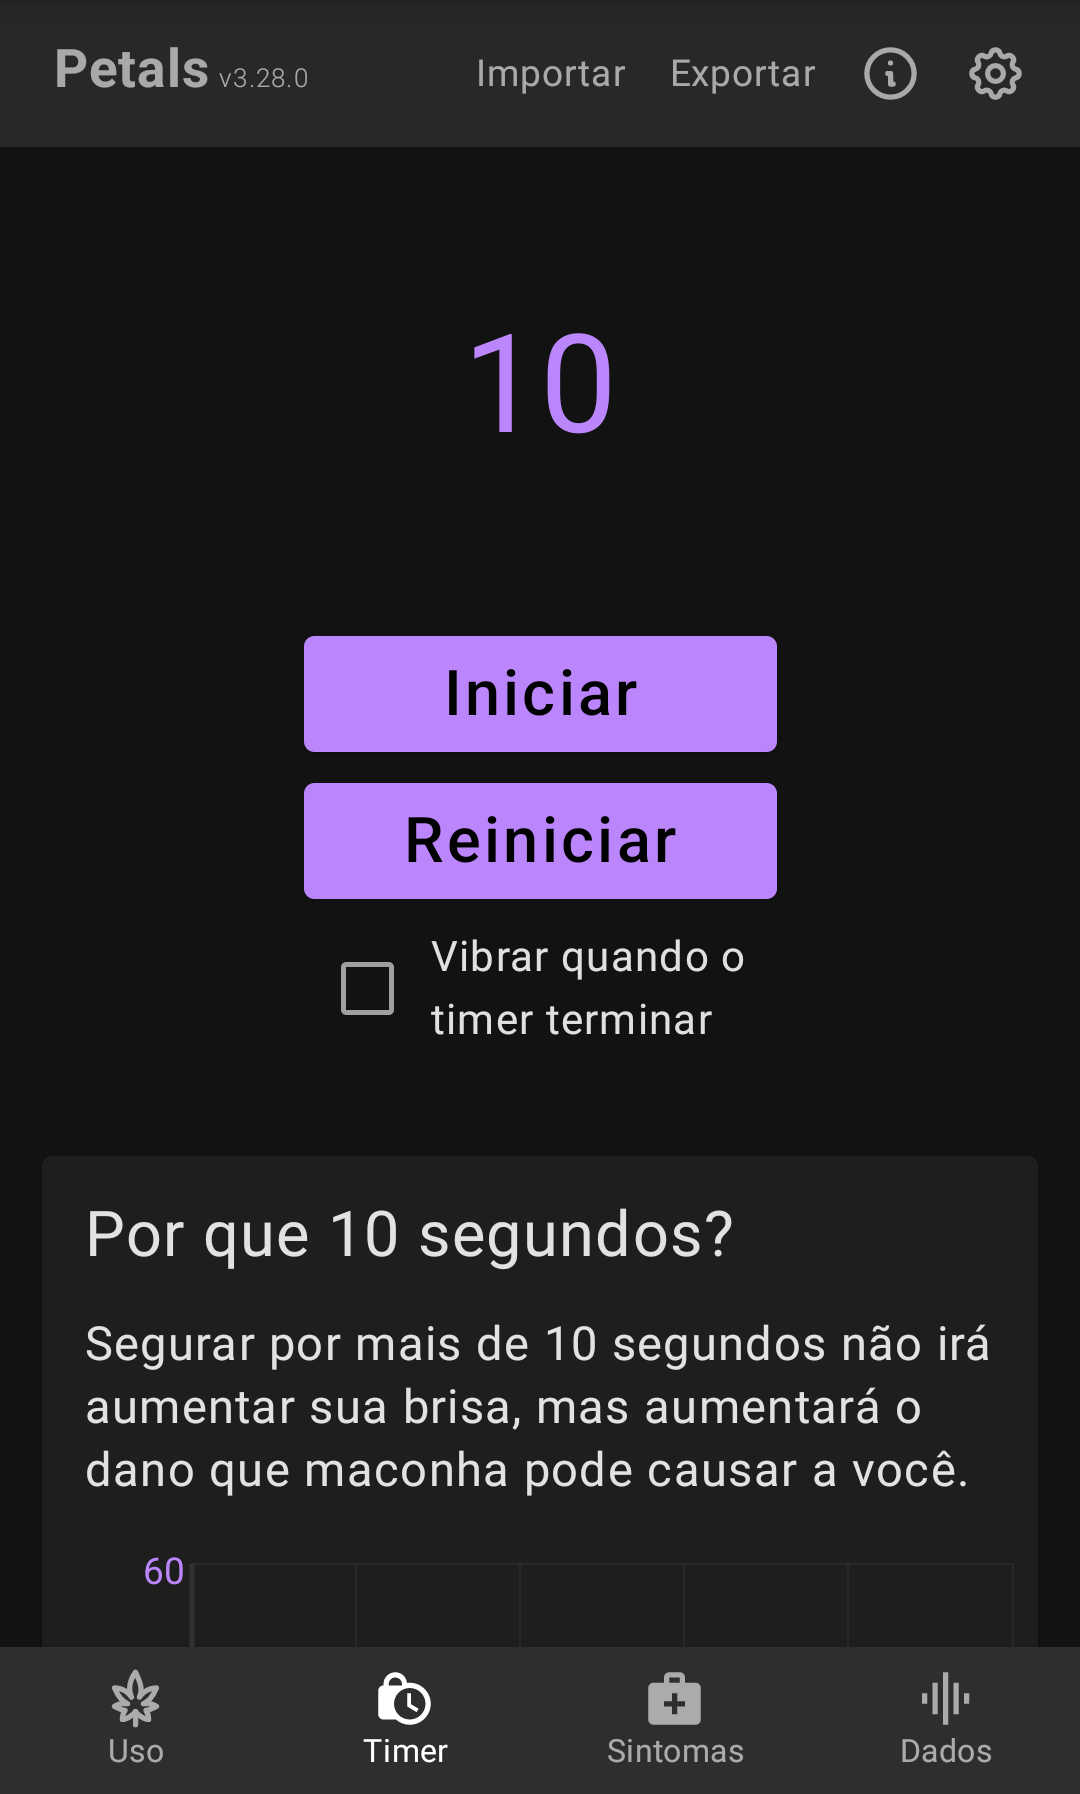 Petals v3.28.0
Importar
Exportar
10
Iniciar
Reiniciar
Vibrar quando o
timer terminar
Por que 10 segundos?
Segurar por mais de 10 segundos não irá
aumentar sua brisa, mas aumentará o
dano que maconha pode causar a você.
60
Uso
Timer
Sintomas
Dados